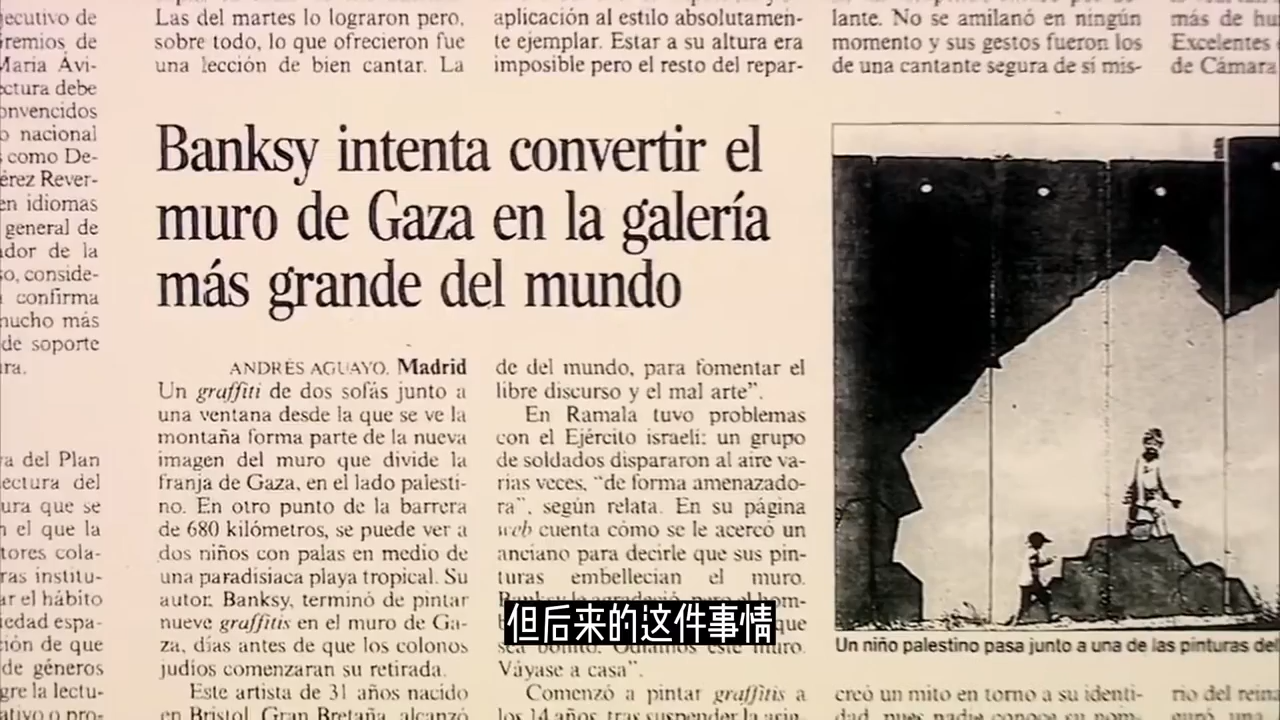 ecutivo de
remios de
María Ávi-
ctura debe
onvencidos
o nacional
como De-
érez Rever-
en idiomas
general de
ador de la
so, conside-
confirma
mucho más
de soporte
ra.
a del Plan
ectura del
ura que se
n el que la
tores cola-
ras institu-
ar el hábito
iedad espa-
ción de que
de géneros
gre la lectu-
Las del martes lo lograron pero,
sobre todo, lo que ofrecieron fue
una lección de bien cantar. La
aplicación al estilo absolutamen-
te ejemplar. Estar a su altura era
imposible pero el resto del repar-
lante. No se amilanó en ningún
momento y sus gestos fueron los
de una cantante segura de sí mis-
más de hu
Excelentes
de Cámara
Banksy intenta convertir el
muro de Gaza en la galería
más grande del mundo
ANDRÉS AGUAYO, Madrid
Un graffiti de dos sofás junto a
una ventana desde la que se ve la
montaña forma parte de la nueva
imagen del muro que divide la
franja de Gaza, en el lado palesti-
no. En otro punto de la barrera
de 680 kilómetros, se puede ver a
dos niños con palas en medio de
una paradisiaca playa tropical. Su
autor, Banksy, terminó de pintar
nueve graffitis en el muro de Ga-
za, días antes de que los colonos
judíos comenzaran su retirada.
Este artista de 31 años nacido
en Bristol, Gran Bretaña, alcanzó
de del mundo, para fomentar el
libre discurso y el mal arte”.
En Ramala tuvo problemas
con el Ejército israelí: un grupo
de soldados dispararon al aire va-
rias veces, “de forma amenazado-
ra”, según relata. En su página
web cuenta cómo se le acercó un
anciano para decirle que sus pin-
turas embellecían el muro.
que
sea bonito. Odiamos este muro.
Váyase a casa”.
Comenzó a pintar graffitis a
los 14 años, tras suspender la
Un niño palestino pasa junto a una de las pinturas del
creó un mito en torno a su identi-
dad, pues nadie conoce su nom-
rio del reina
但后来的这件事情